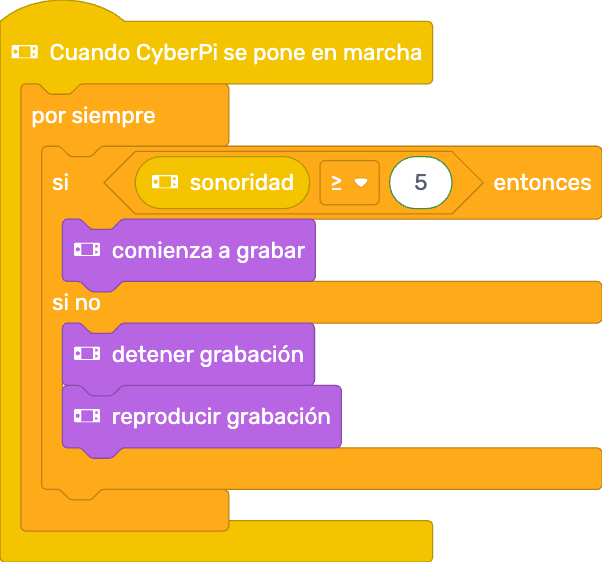 Cuando CyberPi se pone en marcha
por siempre
si sonoridad ≥ 5 entonces
comienza a grabar
si no
detener grabación
reproducir grabación